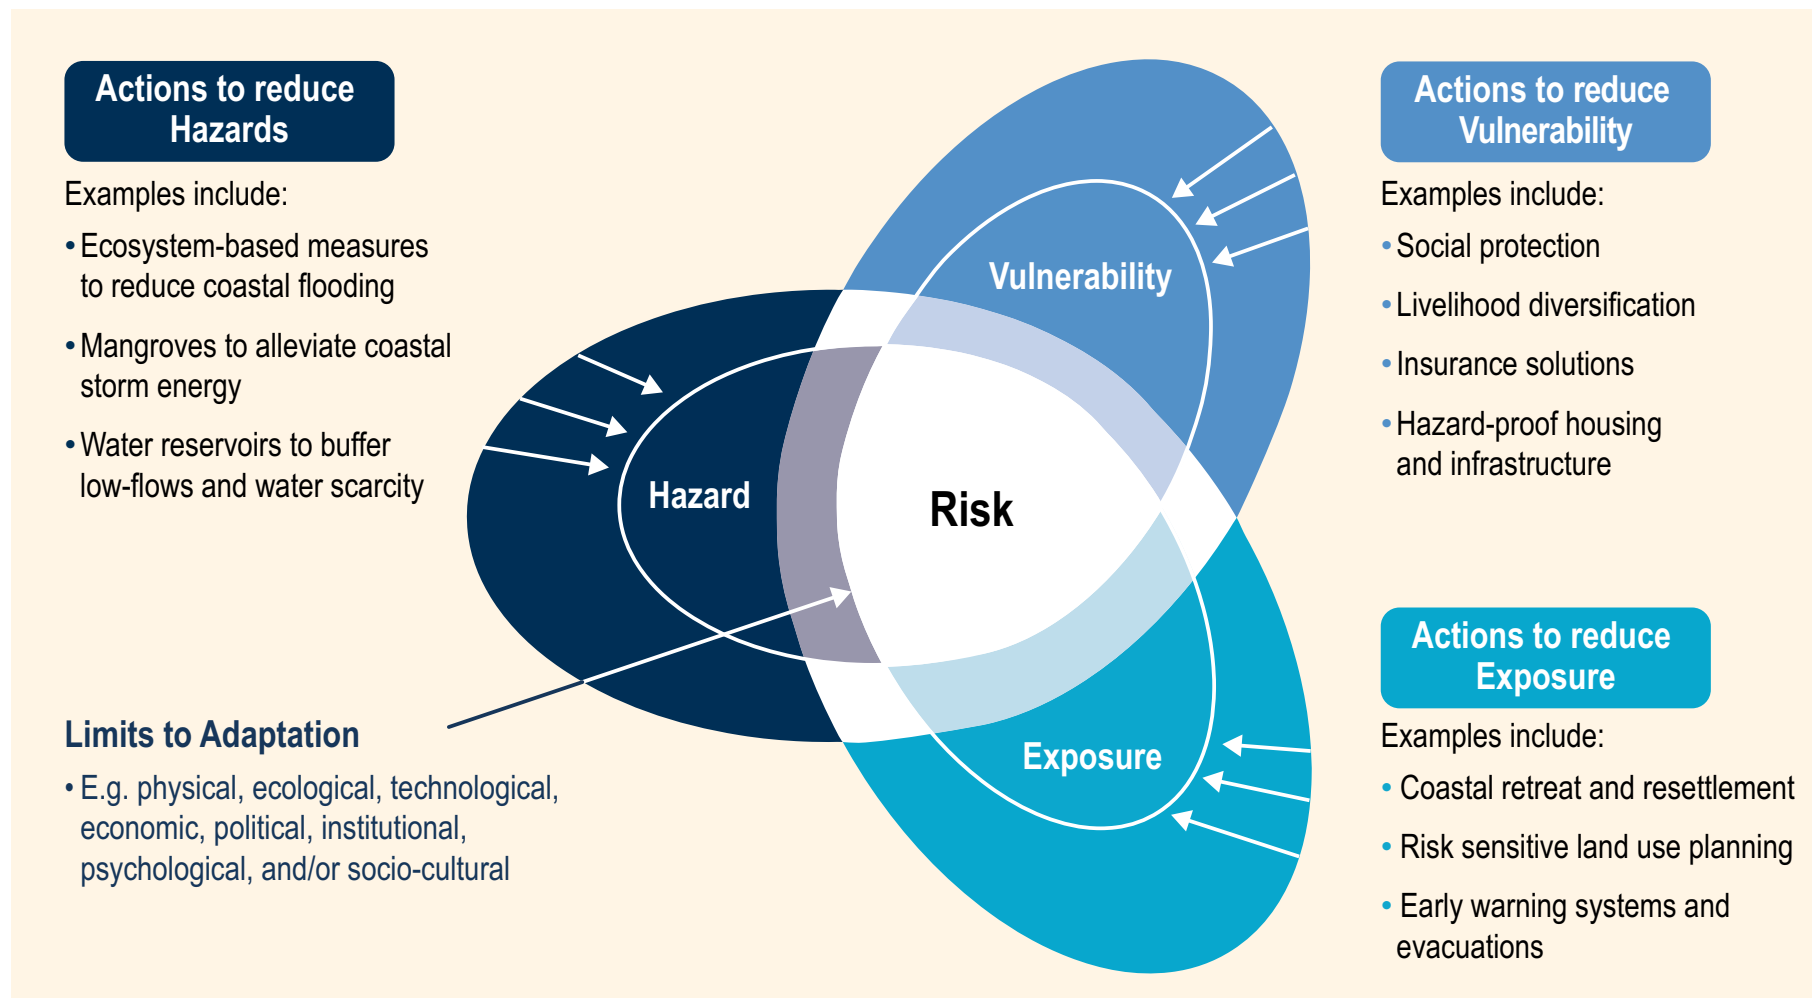 Actions to reduce
Hazards
Examples include:
• Ecosystem-based measures
to reduce coastal flooding
• Mangroves to alleviate coastal
storm energy
• Water reservoirs to buffer
low-flows and water scarcity
Limits to Adaptation
• E.g. physical, ecological, technological,
economic, political, institutional,
psychological, and/or socio-cultural
Hazard
Vulnerability
Risk
Exposure
Actions to reduce
Vulnerability
Examples include:
• Social protection
• Livelihood diversification
• Insurance solutions
• Hazard-proof housing
and infrastructure
Actions to reduce
Exposure
Examples include:
• Coastal retreat and resettlement
• Risk sensitive land use planning
• Early warning systems and
evacuations